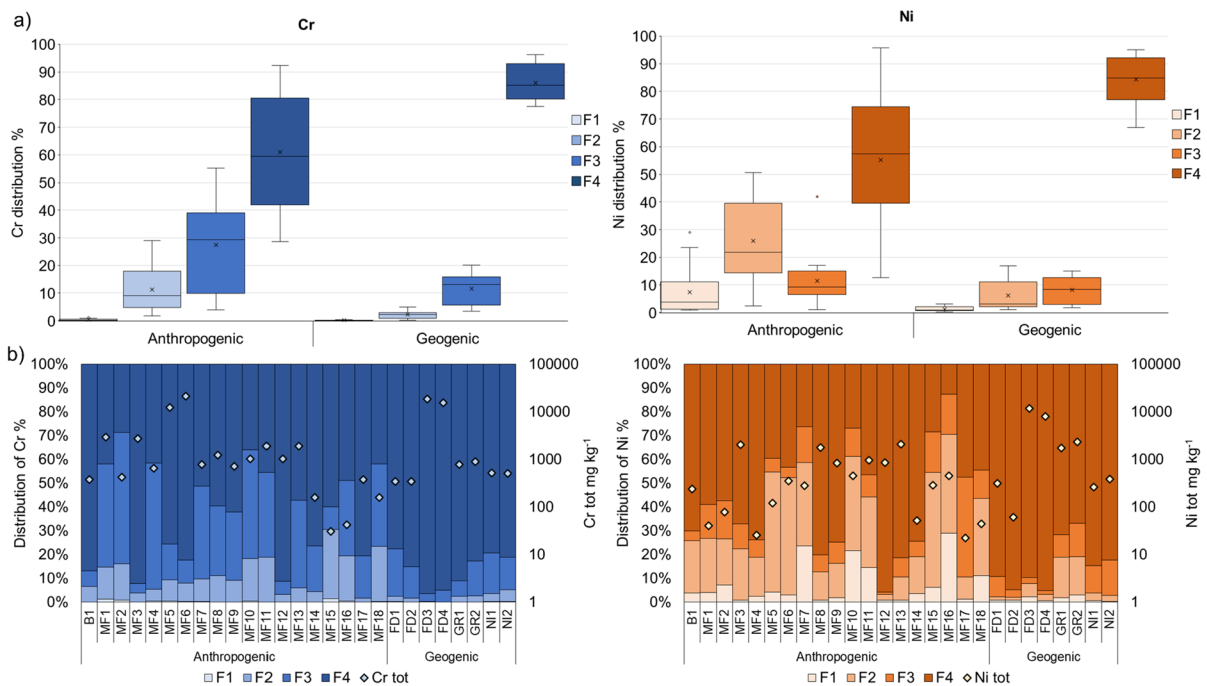 a)
Cr
Cr distribution %
100
90
80
70
60
50
40
30
20
10
0
Anthropogenic
Geogenic
F1
F2
F3
F4
Ni
Ni distribution %
100
90
80
70
60
50
40
30
20
10
0
Anthropogenic
Geogenic
F1
F2
F3
F4
b)
Distribution of Cr %
100%
90%
80%
70%
60%
50%
40%
30%
20%
10%
0%
100000
10000
1000
100
10
1
Cr tot mg kg-1
B1 MF1 MF2 MF3 MF4 MF5 MF6 MF7 MF8 MF9 MF10 MF11 MF12 MF13 MF14 MF15 MF16 MF17 MF18 FD1 FD2 FD3 FD4 GR1 GR2 NI1 NI2
Anthropogenic Geogenic
F1 F2 F3 F4 Cr tot
Distribution of Ni %
100%
90%
80%
70%
60%
50%
40%
30%
20%
10%
0%
100000
10000
1000
100
10
1
Ni tot mg kg-1
B1 MF1 MF2 MF3 MF4 MF5 MF6 MF7 MF8 MF9 MF10 MF11 MF12 MF13 MF14 MF15 MF16 MF17 MF18 FD1 FD2 FD3 FD4 GR1 GR2 NI1 NI2
Anthropogenic Geogenic
F1 F2 F3 F4 Ni tot